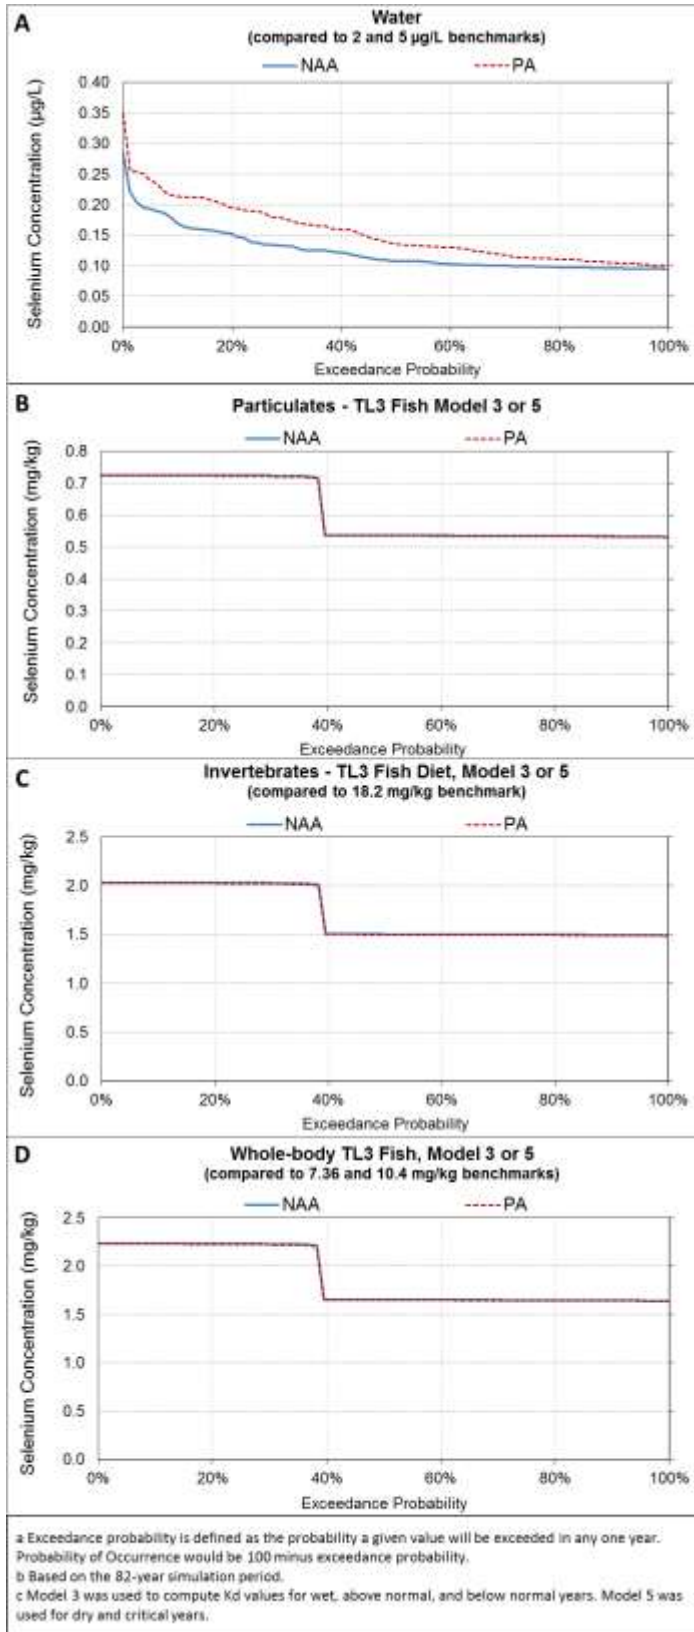 A
Water
(compared to 2 and 5 µg/L benchmarks)
NAA PA
Selenium Concentration (µg/L)
0.40
0.35
0.30
0.25
0.20
0.15
0.10
0.05
0.00
0% 20% 40% 60% 80% 100%
Exceedance Probability
B
Particulates - TL3 Fish Model 3 or 5
NAA PA
Selenium Concentration (mg/kg)
0.8
0.7
0.6
0.5
0.4
0.3
0.2
0.1
0.0
0% 20% 40% 60% 80% 100%
Exceedance Probability
C
Invertebrates - TL3 Fish Diet, Model 3 or 5
(compared to 18.2 mg/kg benchmark)
NAA PA
Selenium Concentration (mg/kg)
2.5
2.0
1.5
1.0
0.5
0.0
0% 20% 40% 60% 80% 100%
Exceedance Probability
D
Whole-body TL3 Fish, Model 3 or 5
(compared to 7.36 and 10.4 mg/kg benchmarks)
NAA PA
Selenium Concentration (mg/kg)
2.5
2.0
1.5
1.0
0.5
0.0
0% 20% 40% 60% 80% 100%
Exceedance Probability
a Exceedance probability is defined as the probability a given value will be exceeded in any one year.
Probability of Occurrence would be 100 minus exceedance probability.
b Based on the 82-year simulation period.
c Model 3 was used to compute Kd values for wet, above normal, and below normal years. Model 5 was
used for dry and critical years.